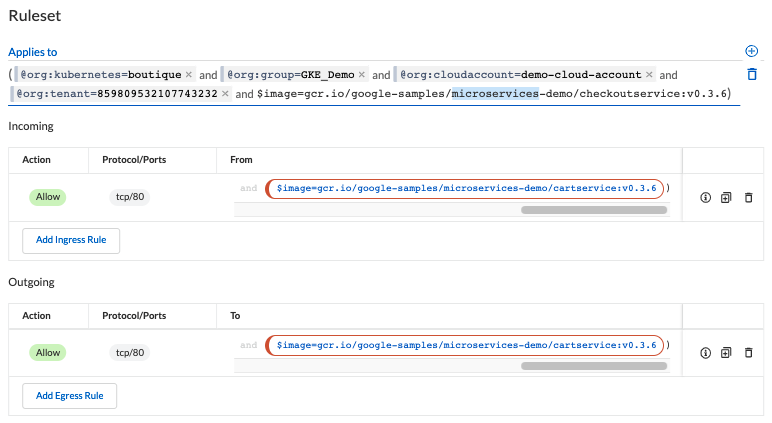 Ruleset
Applies to
( @org:kubernetes=boutique × and @org:group=GKE_Demo × and @org:cloudaccount=demo-cloud-account × and
@org:tenant=859809532107743232 × and $image=gcr.io/google-samples/microservices-demo/checkoutservice:v0.3.6)
Incoming
Action Protocol/Ports From
Allow tcp/80 and $image=gcr.io/google-samples/microservices-demo/cartservice:v0.3.6 )
Add Ingress Rule
Outgoing
Action Protocol/Ports To
Allow tcp/80 and $image=gcr.io/google-samples/microservices-demo/cartservice:v0.3.6 )
Add Egress Rule